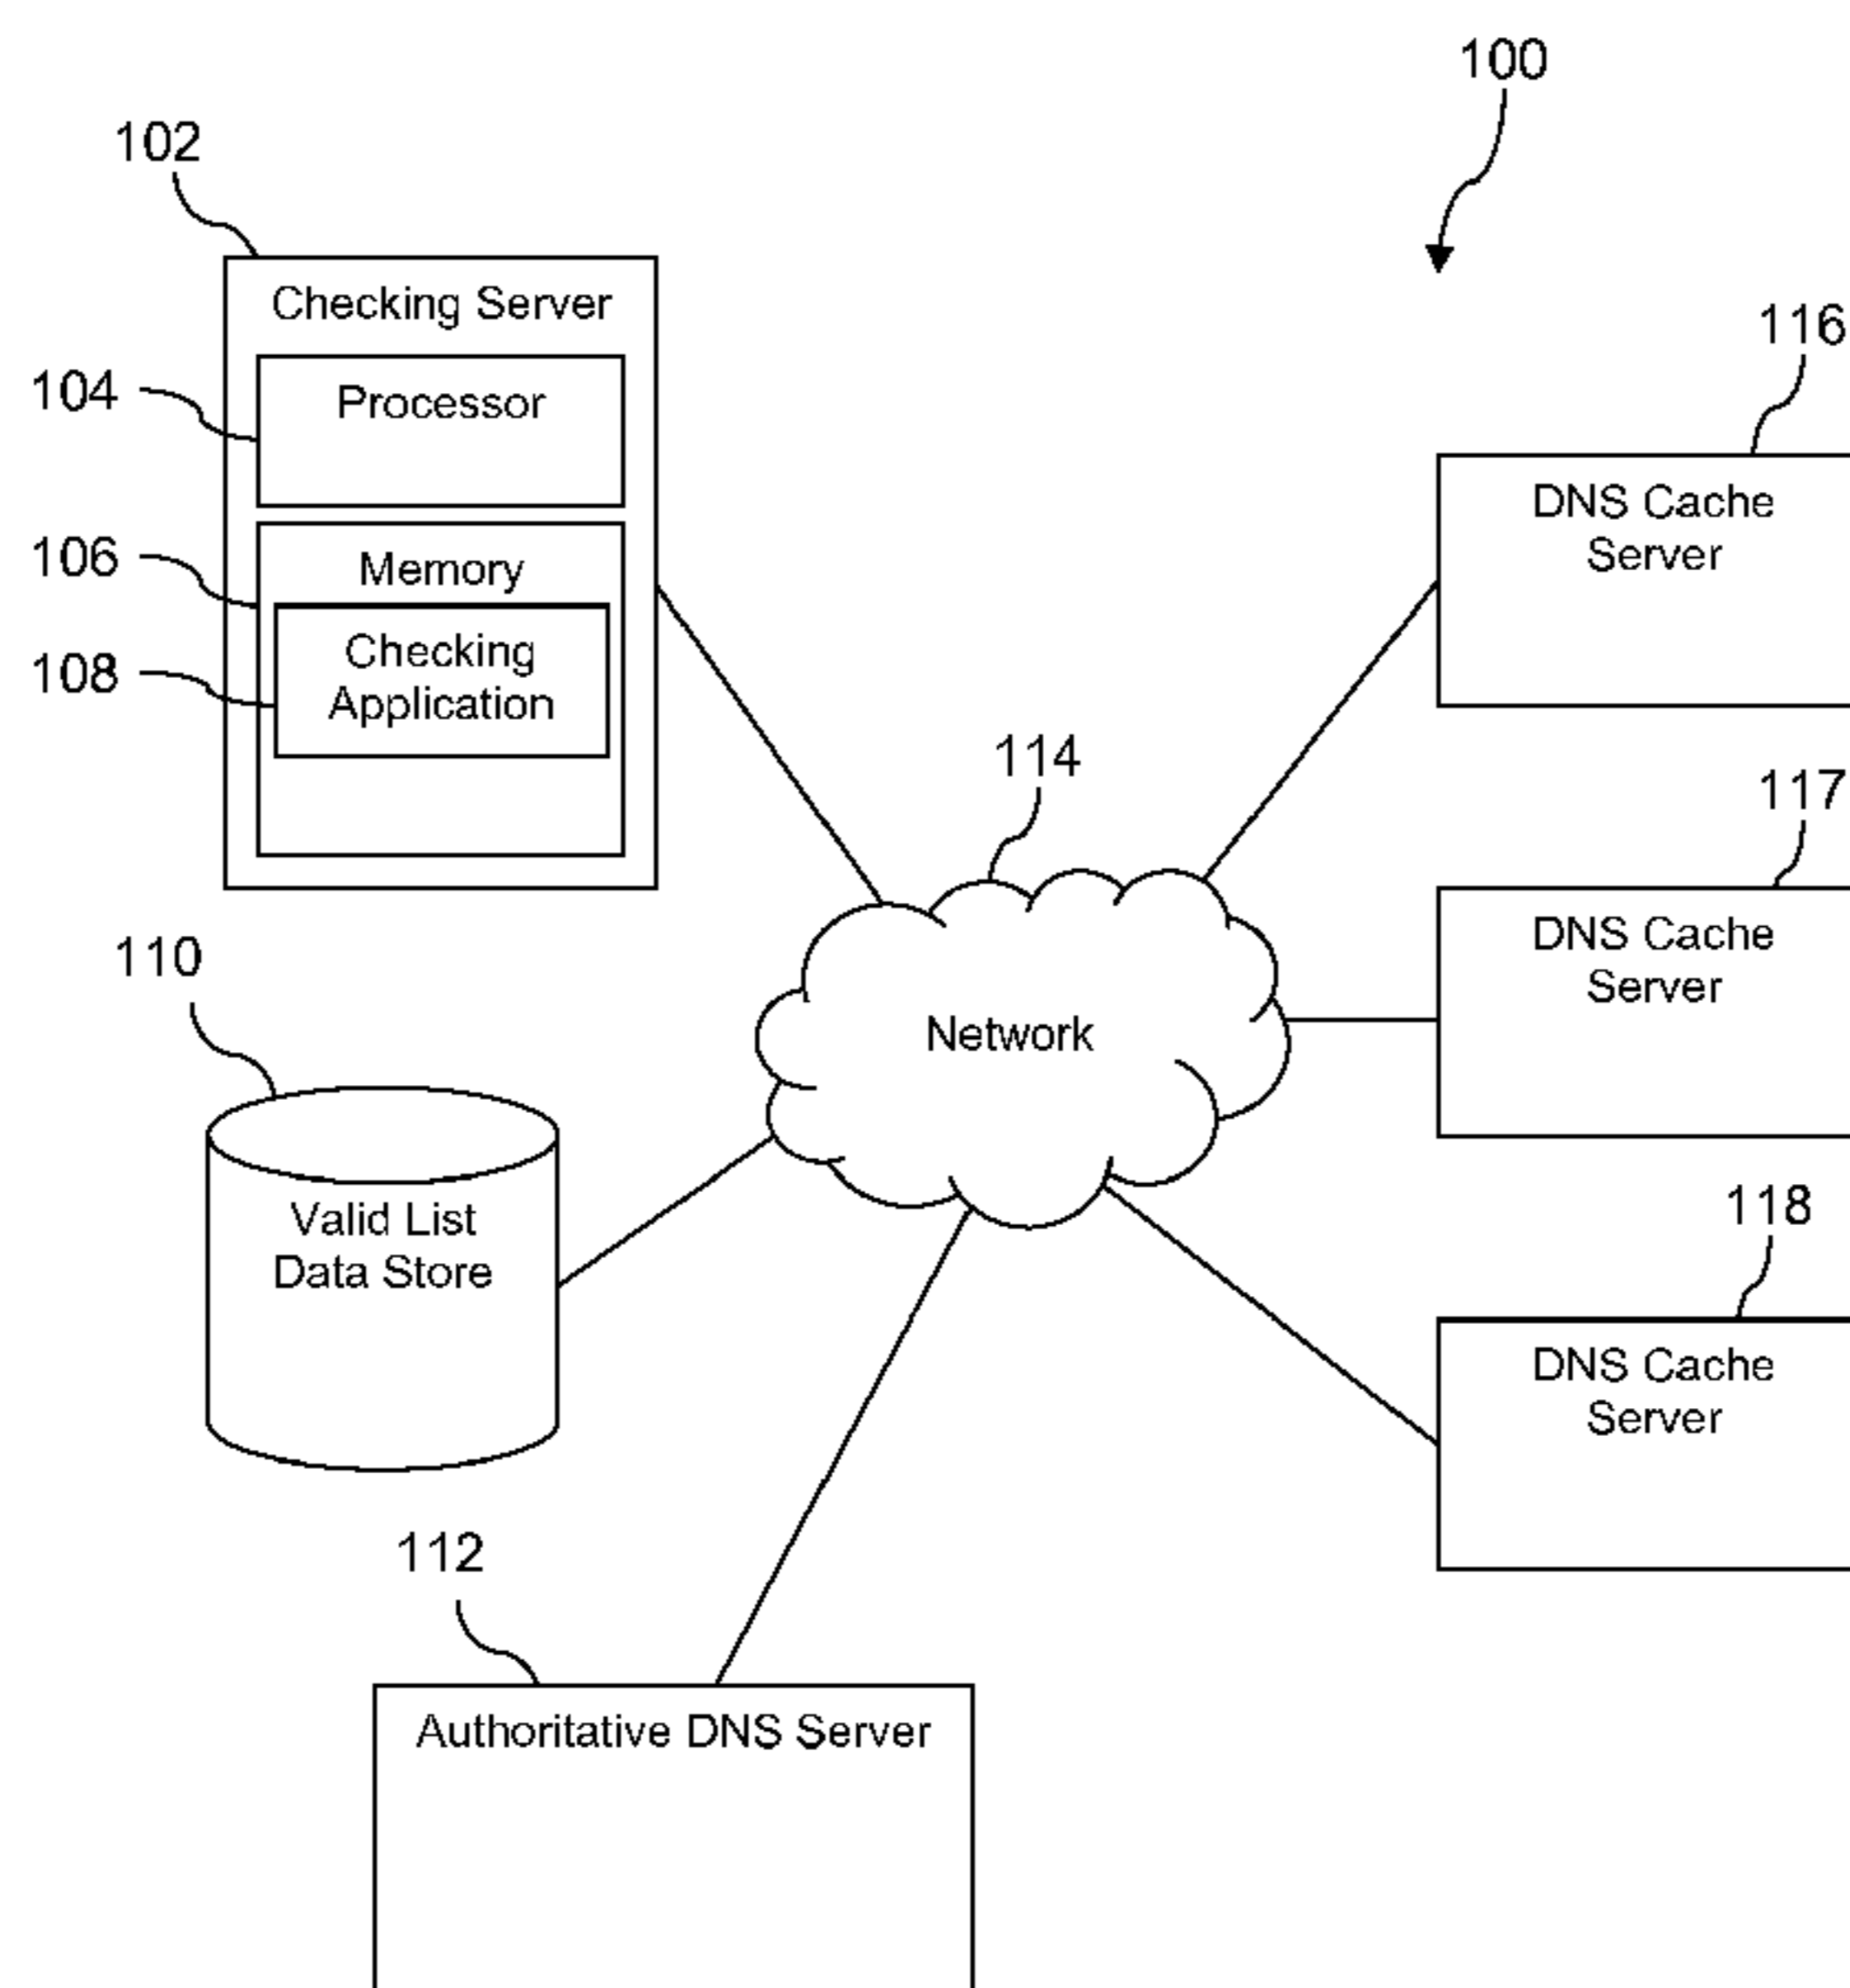 100
102
Checking Server
116
104
Processor
DNS Cache
Server
106
Memory
108
Checking
Application
114
117
110
DNS Cache
Server
Network
118
Valid List
Data Store
DNS Cache
Server
112
Authoritative DNS Server